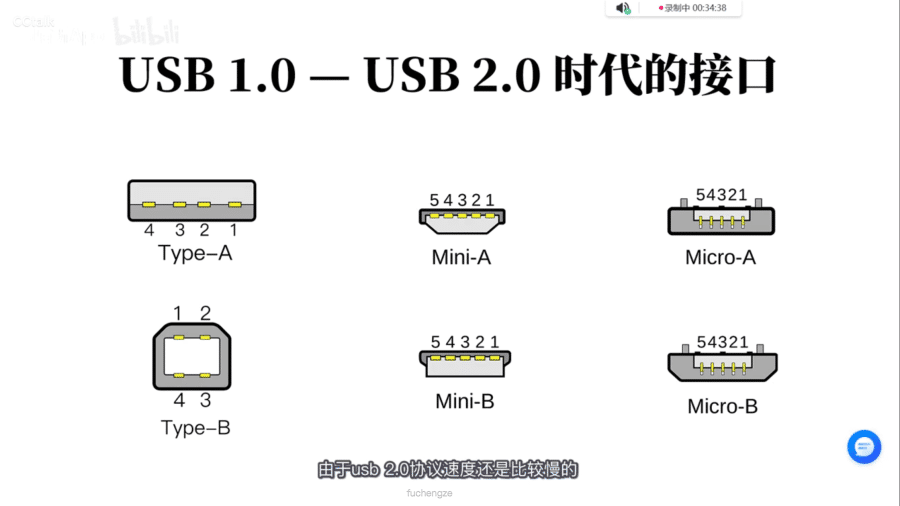 CCtalk
bilibili
录制中 00:34:38
USB 1.0 — USB 2.0 时代的接口
4 3 2 1
Type-A
5 4 3 2 1
Mini-A
54321
Micro-A
1 2
4 3
Type-B
5 4 3 2 1
Mini-B
54321
Micro-B
由于usb 2.0协议速度还是比较慢的
fuchengze